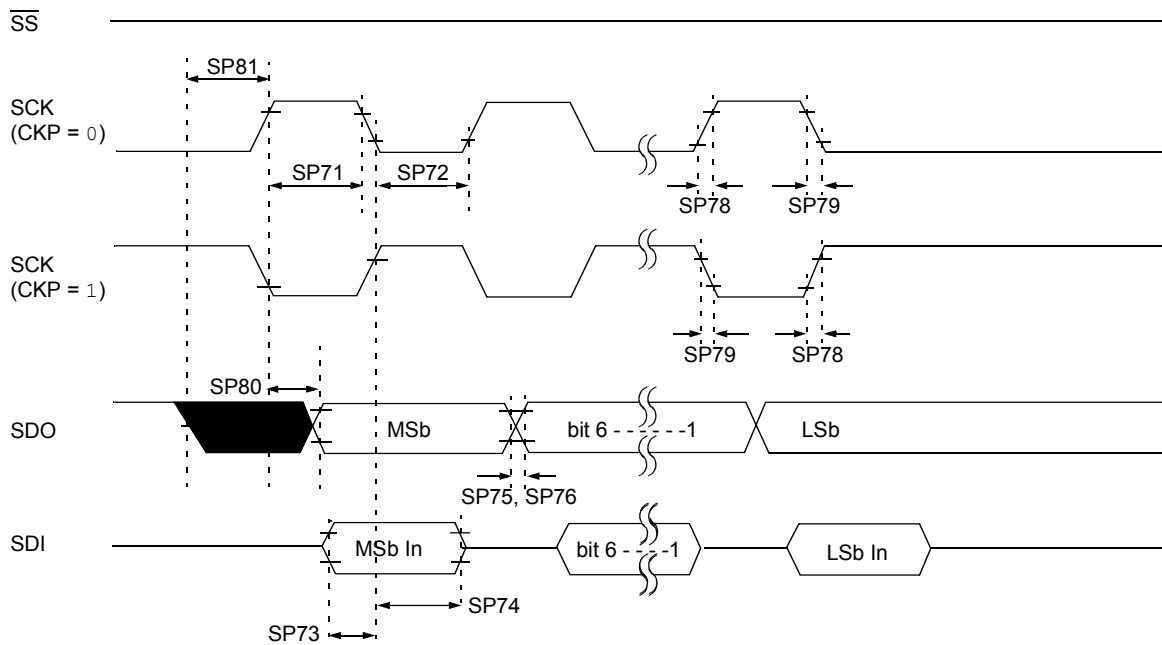 SS
SP81
SCK
(CKP = 0)
SP71
SP72
SP78
SP79
SCK
(CKP = 1)
SP79
SP78
SP80
SDO
MSb
bit 6 - - - - - -1
LSb
SP75, SP76
SDI
MSb In
bit 6 - - - - -1
LSb In
SP74
SP73